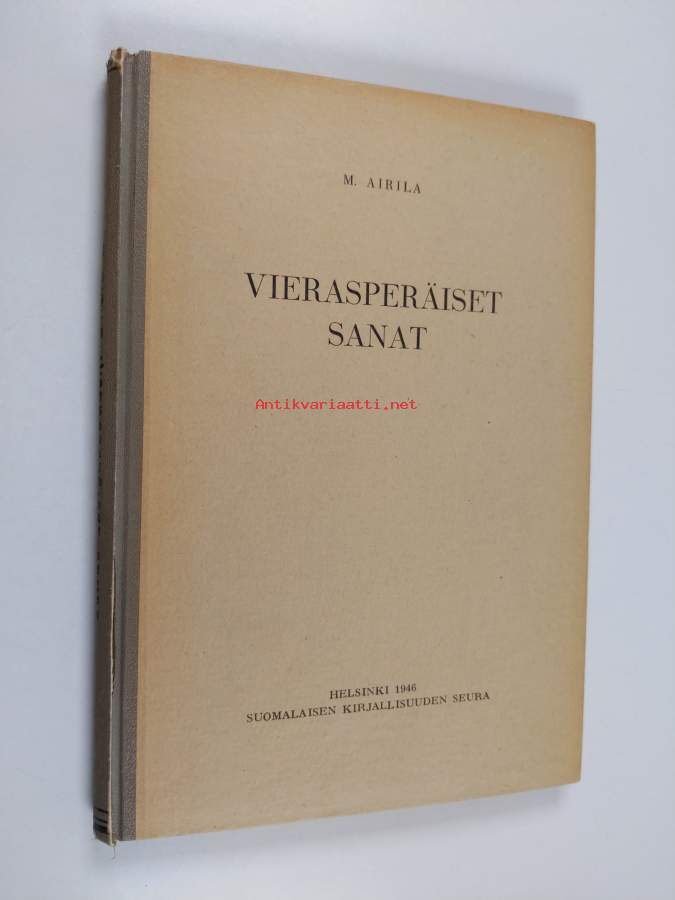 M. AIRILA
VIERASPERÄISET
SANAT
Antikvariaatti.net
HELSINKI 1946
SUOMALAISEN KIRJALLISUUDEN SEURA